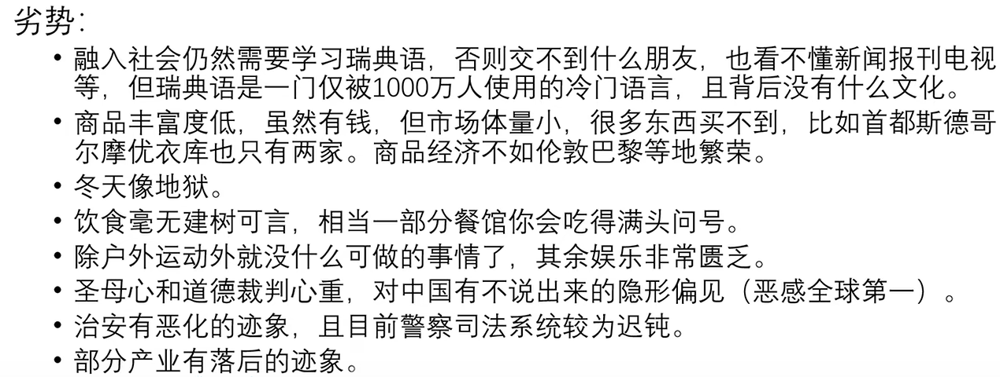 劣势：
• 融入社会仍然需要学习瑞典语，否则交不到什么朋友，也看不懂新闻报刊电视
等，但瑞典语是一门仅被1000万人使用的冷门语言，且背后没有什么文化。
• 商品丰富度低，虽然有钱，但市场体量小，很多东西买不到，比如首都斯德哥
尔摩优衣库也只有两家。商品经济不如伦敦巴黎等地繁荣。
• 冬天像地狱。
• 饮食毫无建树可言，相当一部分餐馆你会吃得满头问号。
• 除户外运动外就没什么可做的事情了，其余娱乐非常匮乏。
• 圣母心和道德裁判心重，对中国有不说出来的隐形偏见（恶感全球第一）。
• 治安有恶化的迹象，且目前警察司法系统较为迟钝。
• 部分产业有落后的迹象。